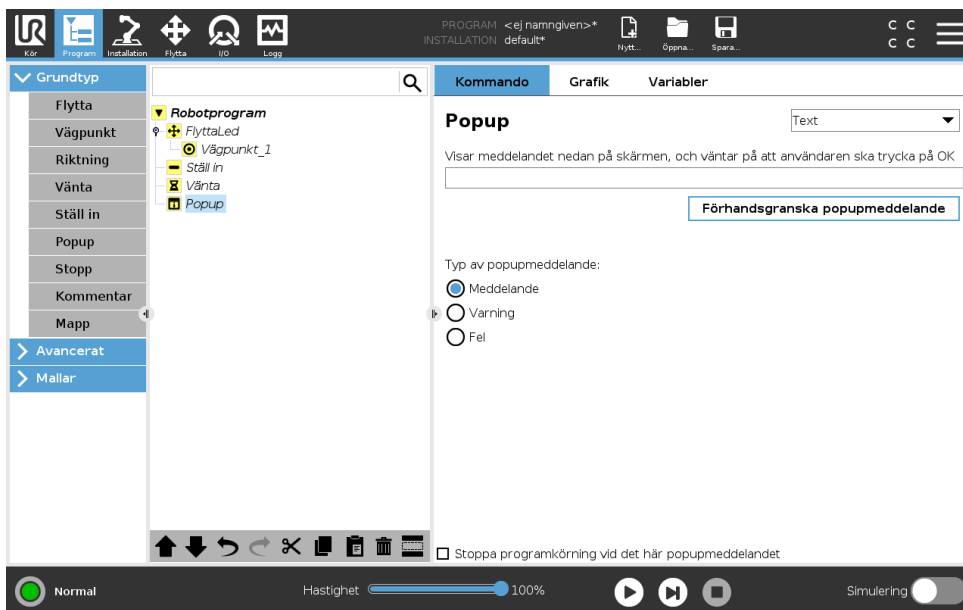 UR
PROGRAM <ej namngiven>*
INSTALLATION default*
C C
C C
Kör Program Installation Flytta I/O Logg Nytt... Öppna... Spara...
Grundtyp
Flytta
Vägpunkt
Riktning
Vänta
Ställ in
Popup
Stopp
Kommentar
Mapp
Avancerat
Mallar
Robotprogram
FlyttaLed
Vägpunkt_1
Ställ in
Vänta
Popup
Kommando Grafik Variabler
Popup Text
Visar meddelandet nedan på skärmen, och väntar på att användaren ska trycka på OK
Förhandsgranska popupmeddelande
Typ av popupmeddelande:
Meddelande
Varning
Fel
Stoppa programkörning vid det här popupmeddelandet
Normal Hastighet 100% Simulering